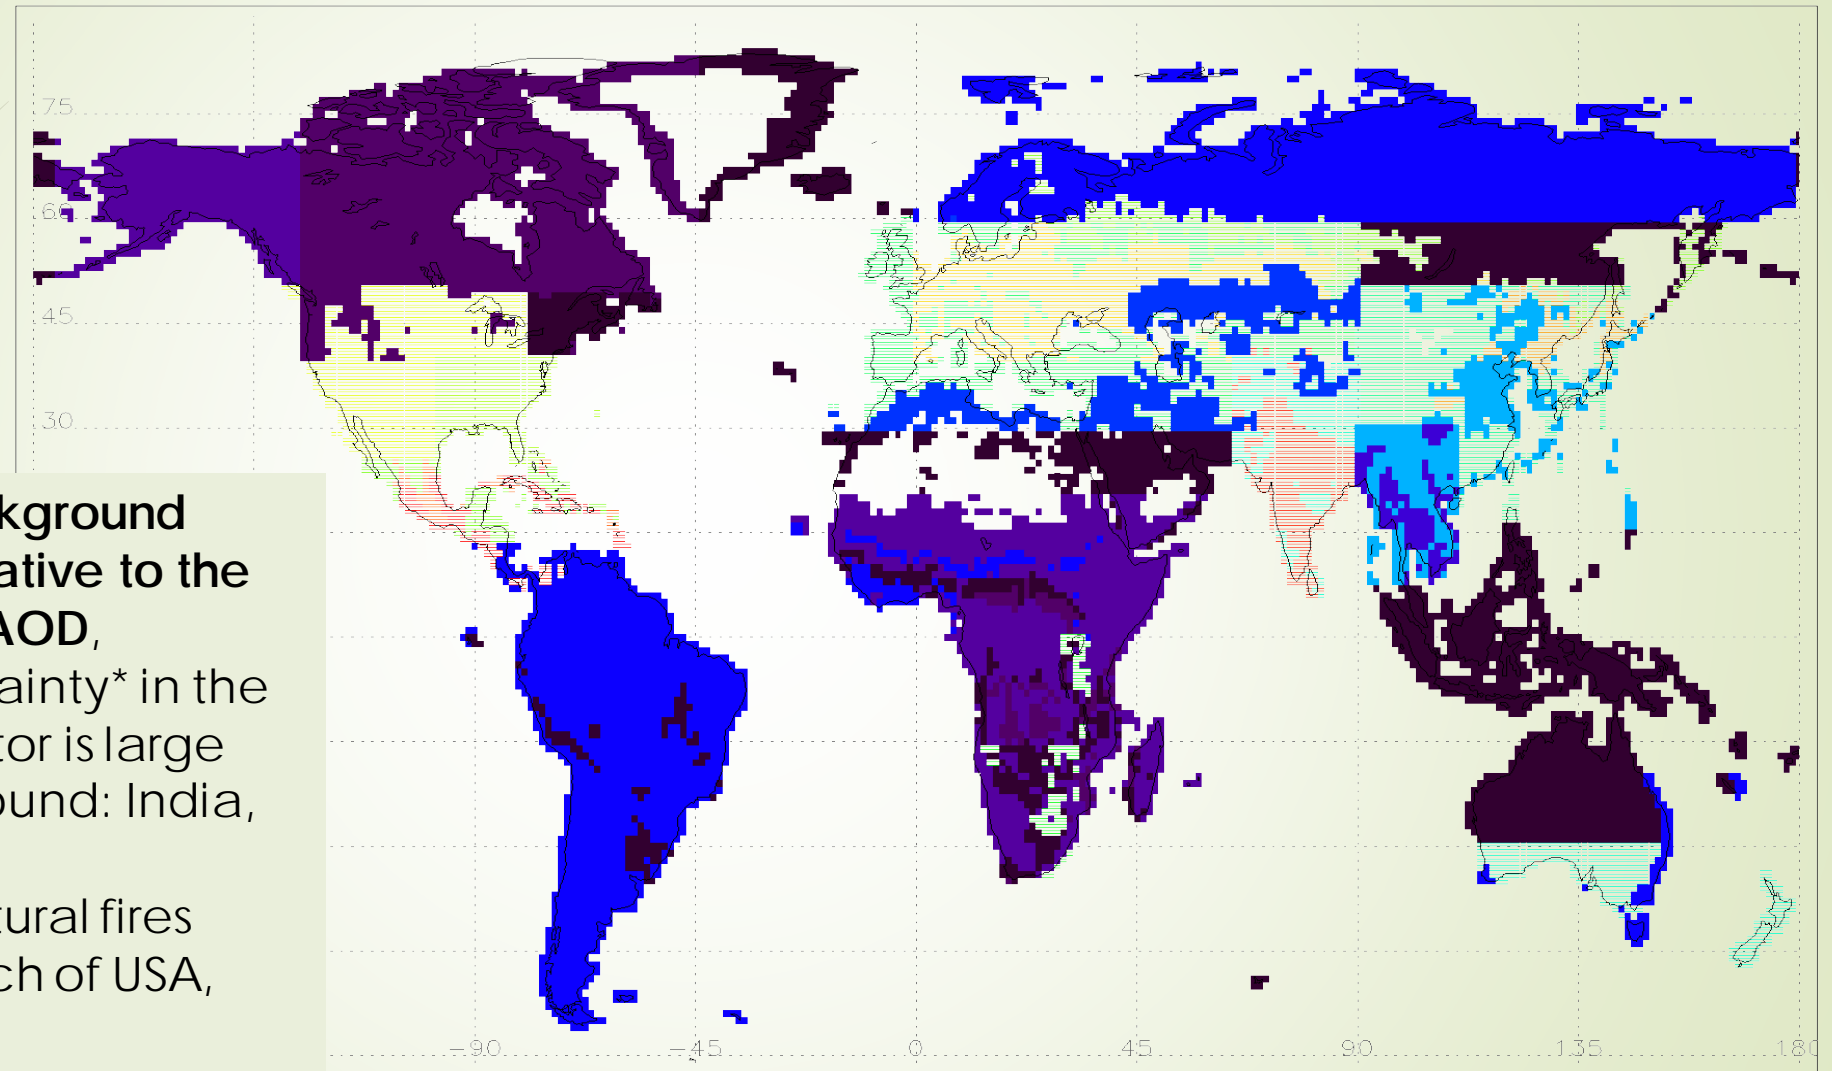 75
60
45
30
kground
ative to the
AOD,
ainty* in the
tor is large
ound: India,
tural fires
ch of USA,
-90 -45 0 45 90 135 180